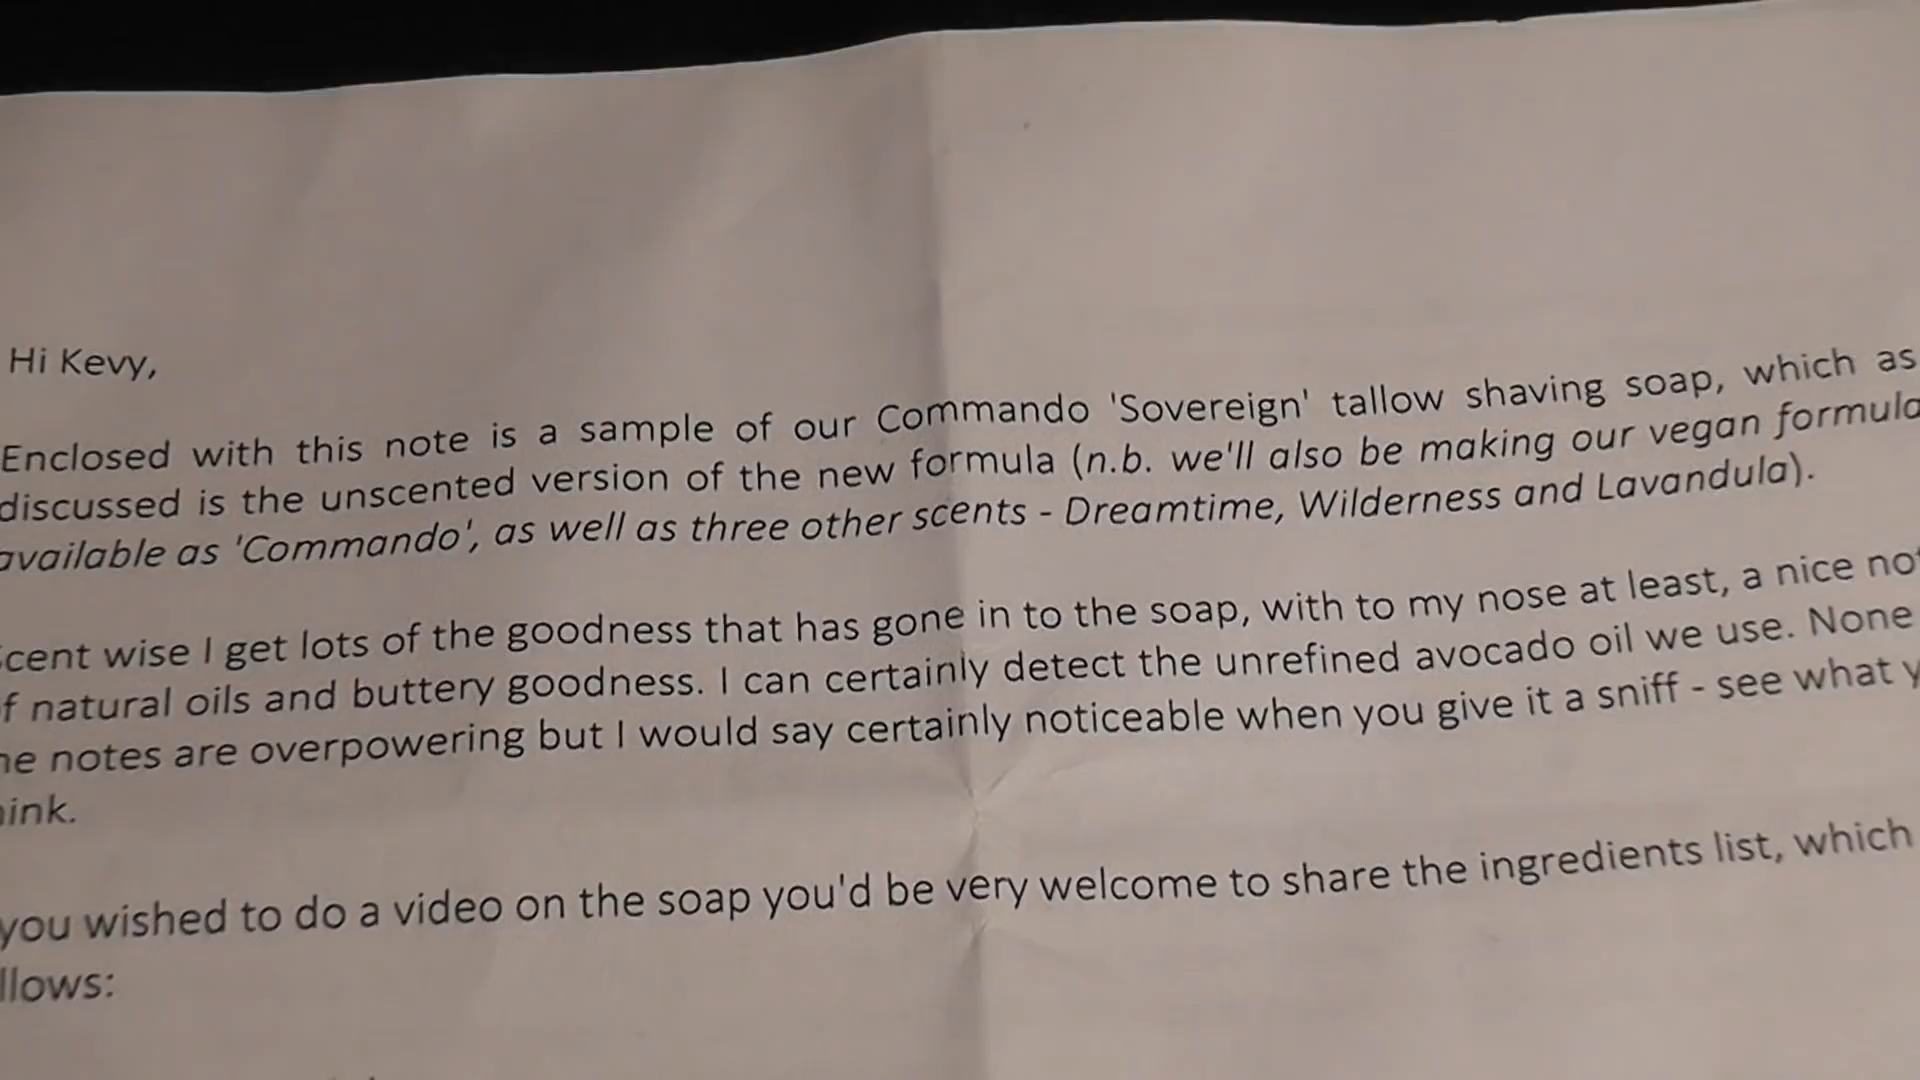 Hi Kevy,
Enclosed with this note is a sample of our Commando 'Sovereign' tallow shaving soap, which as
discussed is the unscented version of the new formula (n.b. we'll also be making our vegan formula
available as 'Commando', as well as three other scents - Dreamtime, Wilderness and Lavandula).
cent wise I get lots of the goodness that has gone in to the soap, with to my nose at least, a nice
f natural oils and buttery goodness. I can certainly detect the unrefined avocado oil we use. None
notes are overpowering but I would say certainly noticeable when you give it a sniff - see what
ink.
you wished to do a video on the soap you'd be very welcome to share the ingredients list, which
llows: